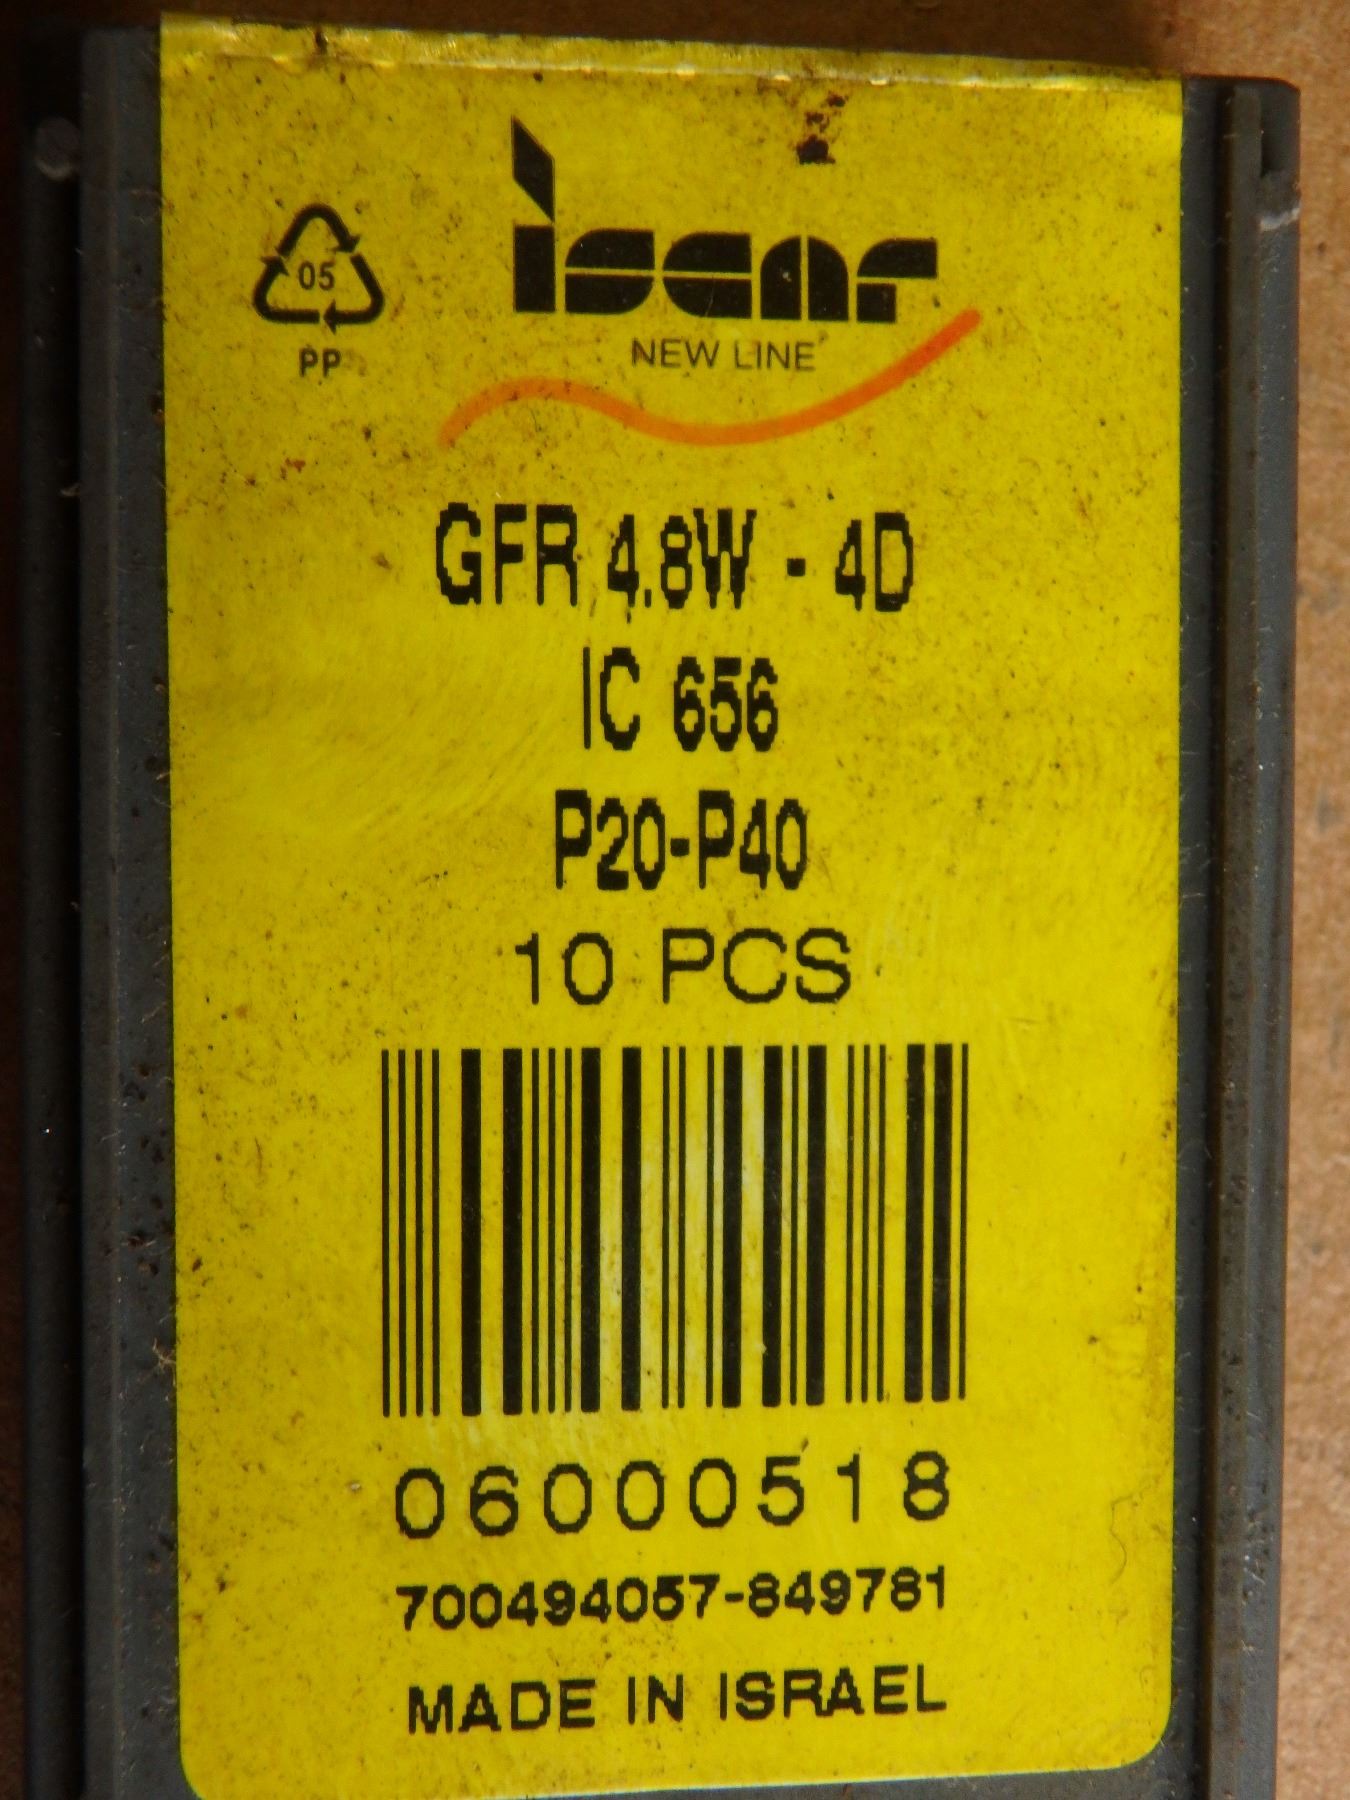 iscar
NEW LINE
05
PP
GFR 4.8W - 4D
IC 656
P20-P40
10 PCS
06000518
700494057-849781
MADE IN ISRAEL